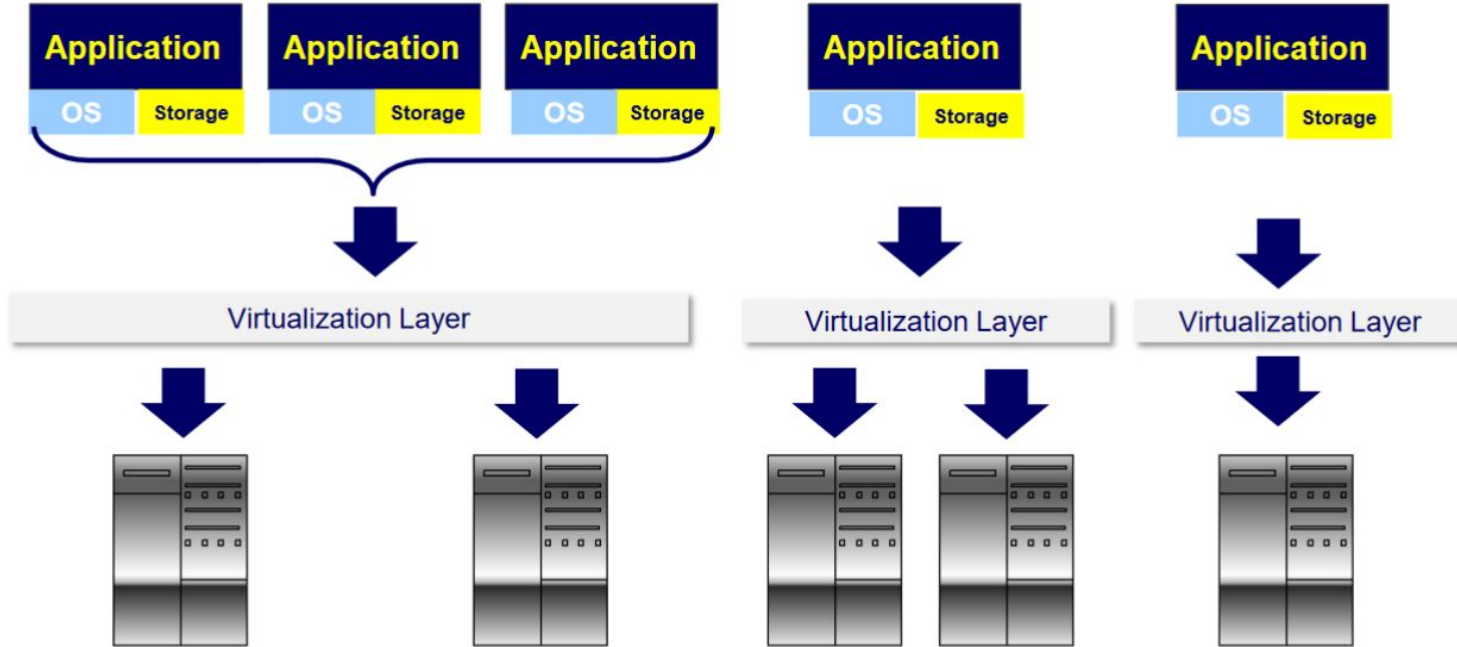 Application Application Application Application Application
OS Storage OS Storage OS Storage OS Storage OS Storage
Virtualization Layer Virtualization Layer Virtualization Layer